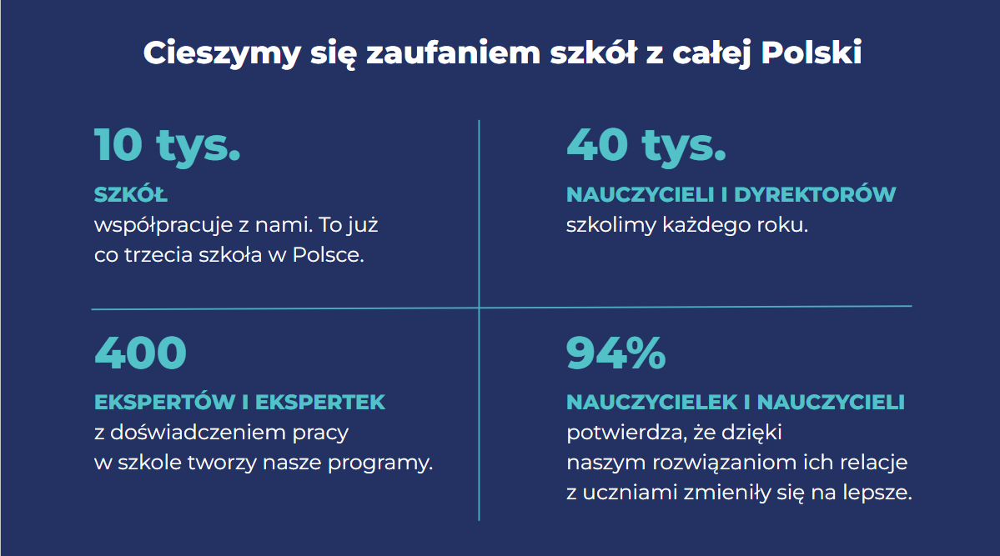 Cieszymy się zaufaniem szkół z całej Polski
10 tys.
SZKÓŁ
współpracuje z nami. To już
co trzecia szkoła w Polsce.
40 tys.
NAUCZYCIELI I DYREKTORÓW
szkolimy każdego roku.
400
EKSPERTÓW I EKSPERTEK
z doświadczeniem pracy
w szkole tworzy nasze programy.
94%
NAUCZYCIELEK I NAUCZYCIELI
potwierdza, że dzięki
naszym rozwiązaniom ich relacje
z uczniami zmieniły się na lepsze.